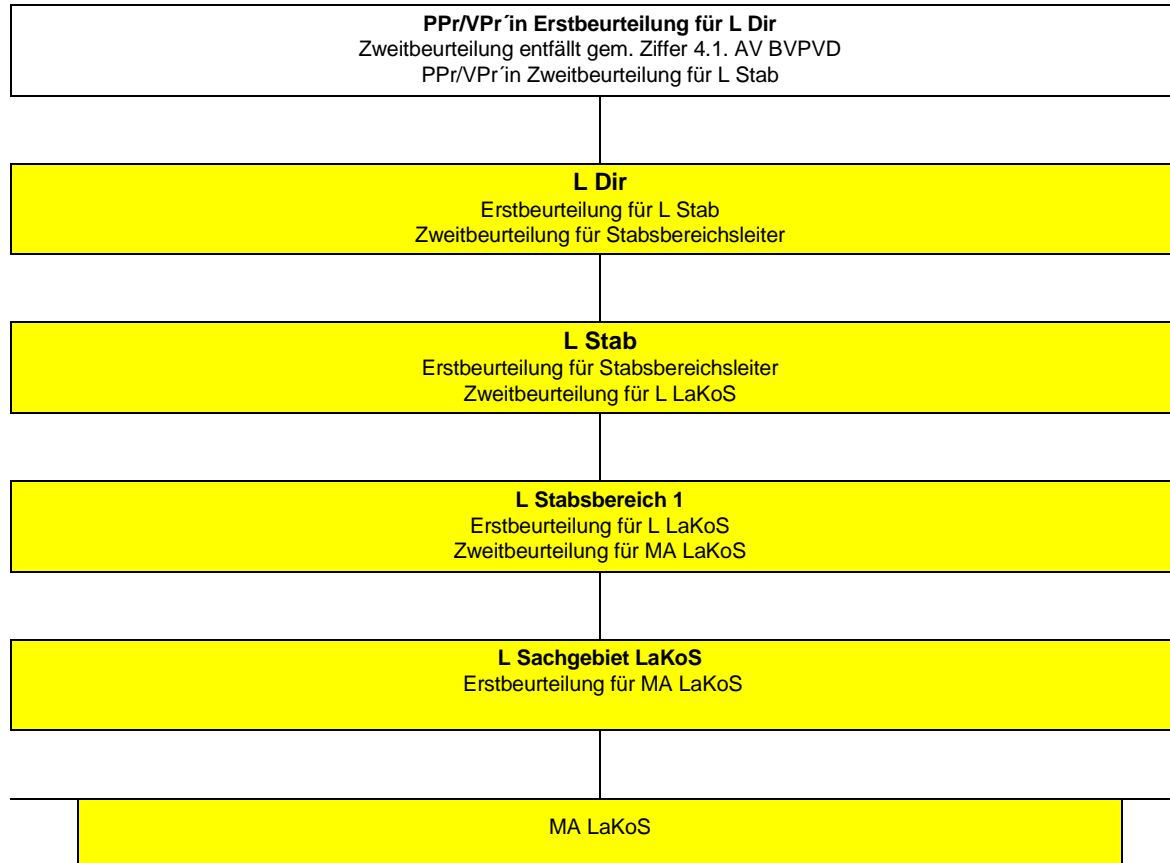 PPr/VPr´in Erstbeurteilung für L Dir
Zweitbeurteilung entfällt gem. Ziffer 4.1. AV BVPVD
PPr/VPr´in Zweitbeurteilung für L Stab
L Dir
Erstbeurteilung für L Stab
Zweitbeurteilung für Stabsbereichsleiter
L Stab
Erstbeurteilung für Stabsbereichsleiter
Zweitbeurteilung für L LaKoS
L Stabsbereich 1
Erstbeurteilung für L LaKoS
Zweitbeurteilung für MA LaKoS
L Sachgebiet LaKoS
Erstbeurteilung für MA LaKoS
MA LaKoS